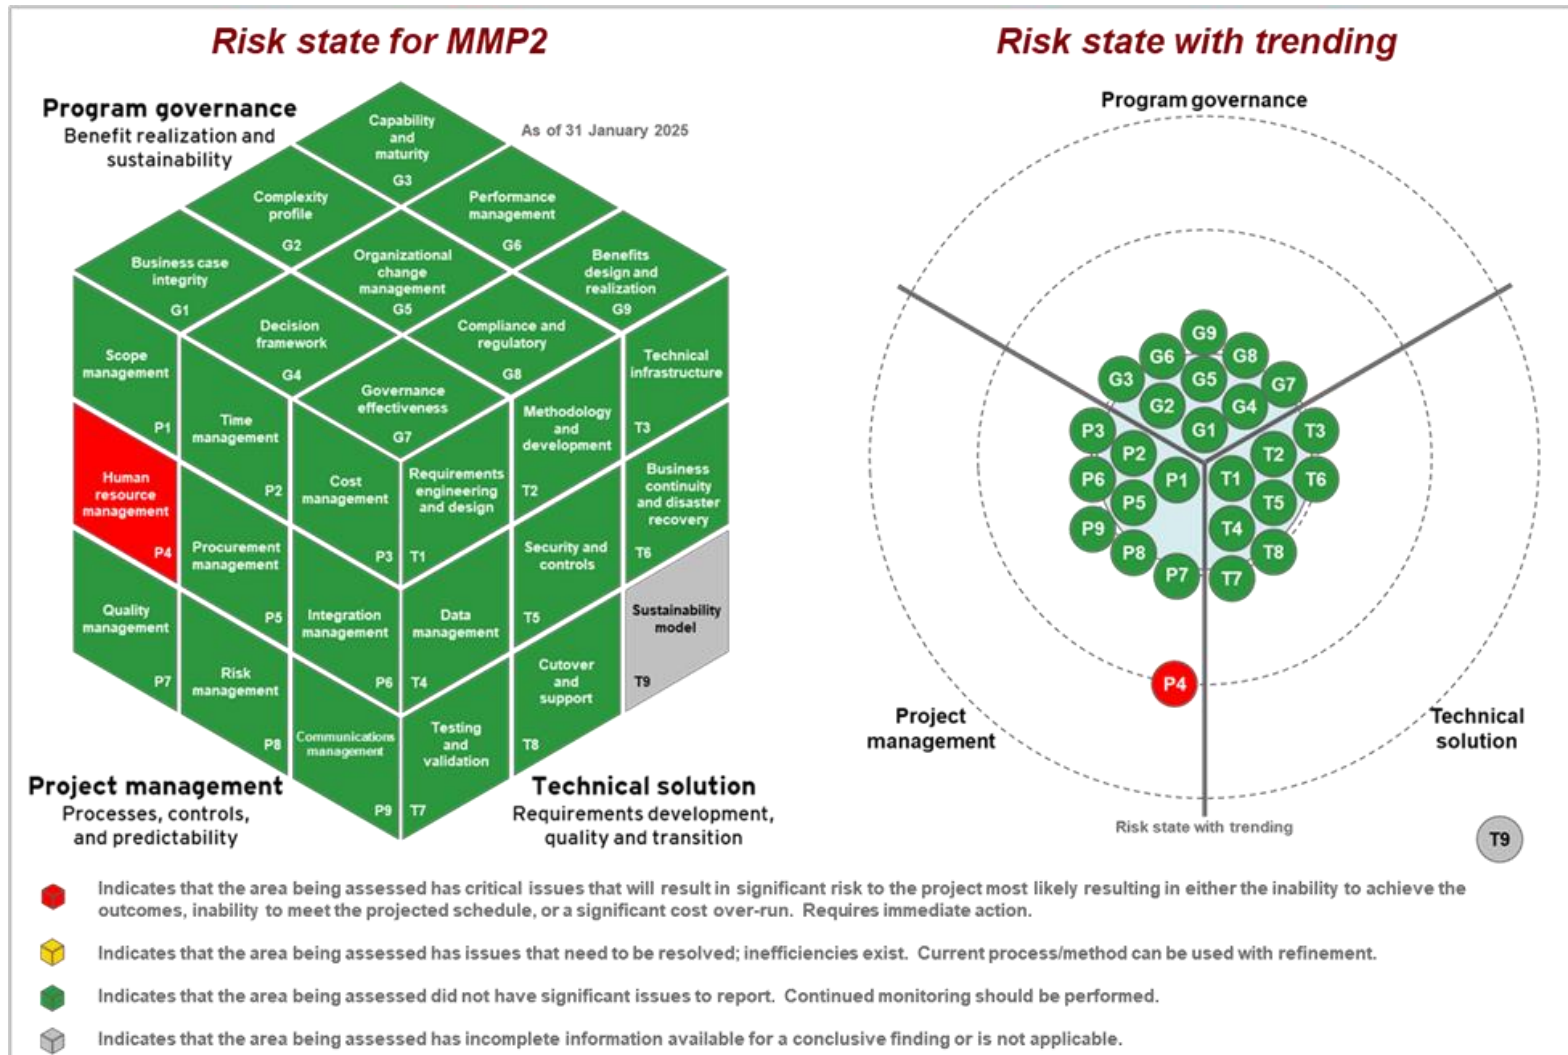 Risk state for MMP2
Program governance
Benefit realization and
sustainability
As of 31 January 2025
Capability
and
maturity
G3
Complexity
profile
G2
Performance
management
G6
Business case
integrity
G1
Organizational
change
management
G5
Benefits
design and
realization
G9
Decision
framework
G4
Compliance and
regulatory
G8
Governance
effectiveness
G7
Scope
management
P1
Time
management
P2
Cost
management
P3
Human
resource
management
P4
Procurement
management
P5
Integration
management
P6
Quality
management
P7
Risk
management
P8
Communications
management
P9
Requirements
engineering
and design
T1
Methodology
and
development
T2
Technical
infrastructure
T3
Data
management
T4
Security and
controls
T5
Business
continuity
and disaster
recovery
T6
Testing
and
validation
T7
Cutover
and
support
T8
Sustainability
model
T9
Project management
Processes, controls,
and predictability
Technical solution
Requirements development,
quality and transition
Risk state with trending
Program governance
G9
G6
G8
G3
G5
G7
G2
G4
G1
P3
P2
P1
P6
P5
P9
P8
P7
P4
T3
T2
T1
T6
T5
T4
T8
T7
Project
management
Technical
solution
Risk state with trending
T9
Indicates that the area being assessed has critical issues that will result in significant risk to the project most likely resulting in either the inability to achieve the
outcomes, inability to meet the projected schedule, or a significant cost over-run. Requires immediate action.
Indicates that the area being assessed has issues that need to be resolved; inefficiencies exist. Current process/method can be used with refinement.
Indicates that the area being assessed did not have significant issues to report. Continued monitoring should be performed.
Indicates that the area being assessed has incomplete information available for a conclusive finding or is not applicable.